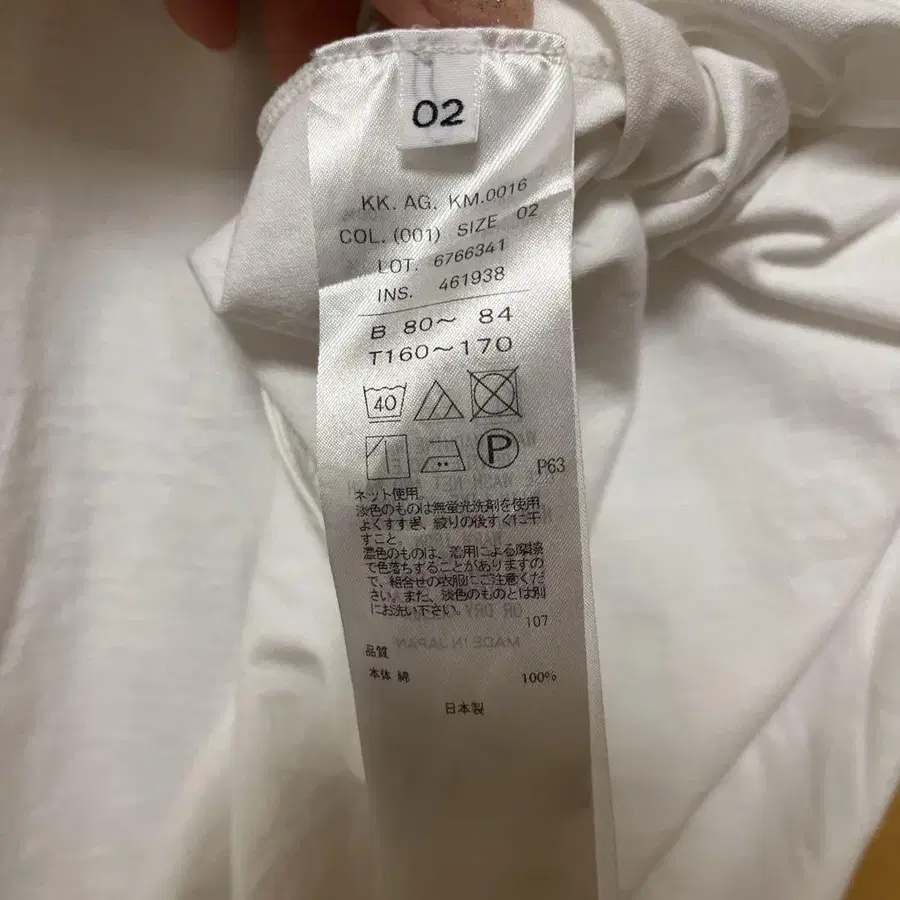 02
KK. AG. KM.0016
COL. (001) SIZE 02
LOT. 6766341
INS. 461938
B 80〜 84
T160〜170
40
P
P63
ネット使用。
淡色のものは無蛍光洗剤を使用
よくすすぎ、絞りの後すぐに干
すこと。
濃色のものは、着用による摩擦
で色落ちすることがありますの
で、組合せの衣服にご注意くだ
さい。また、淡色のものとは別
にお洗い下さい。
107
品質
本体 綿 100%
日本製
MADE IN JAPAN